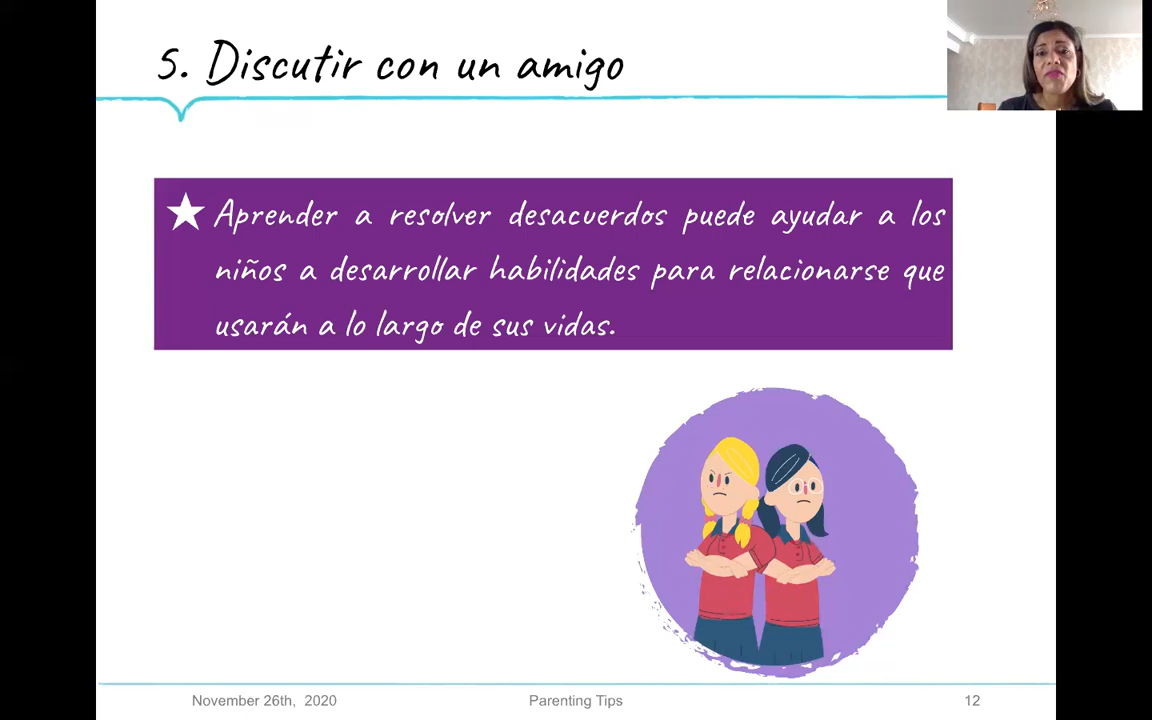 5. Discutir con un amigo
Aprender a resolver desacuerdos puede ayudar a los
niños a desarrollar habilidades para relacionarse que
usarán a lo largo de sus vidas.
November 26th, 2020
Parenting Tips
12